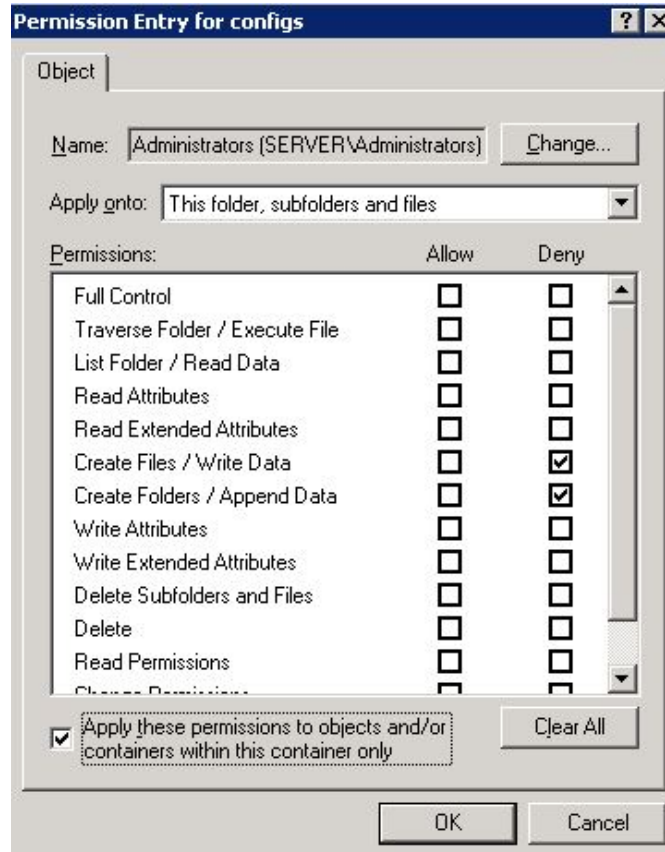 Permission Entry for configs
Object
Name: Administrators (SERVER\Administrators) Change...
Apply onto: This folder, subfolders and files
Permissions: Allow Deny
Full Control
Traverse Folder / Execute File
List Folder / Read Data
Read Attributes
Read Extended Attributes
Create Files / Write Data
Create Folders / Append Data
Write Attributes
Write Extended Attributes
Delete Subfolders and Files
Delete
Read Permissions
Change Permissions
Apply these permissions to objects and/or
containers within this container only
Clear All
OK Cancel